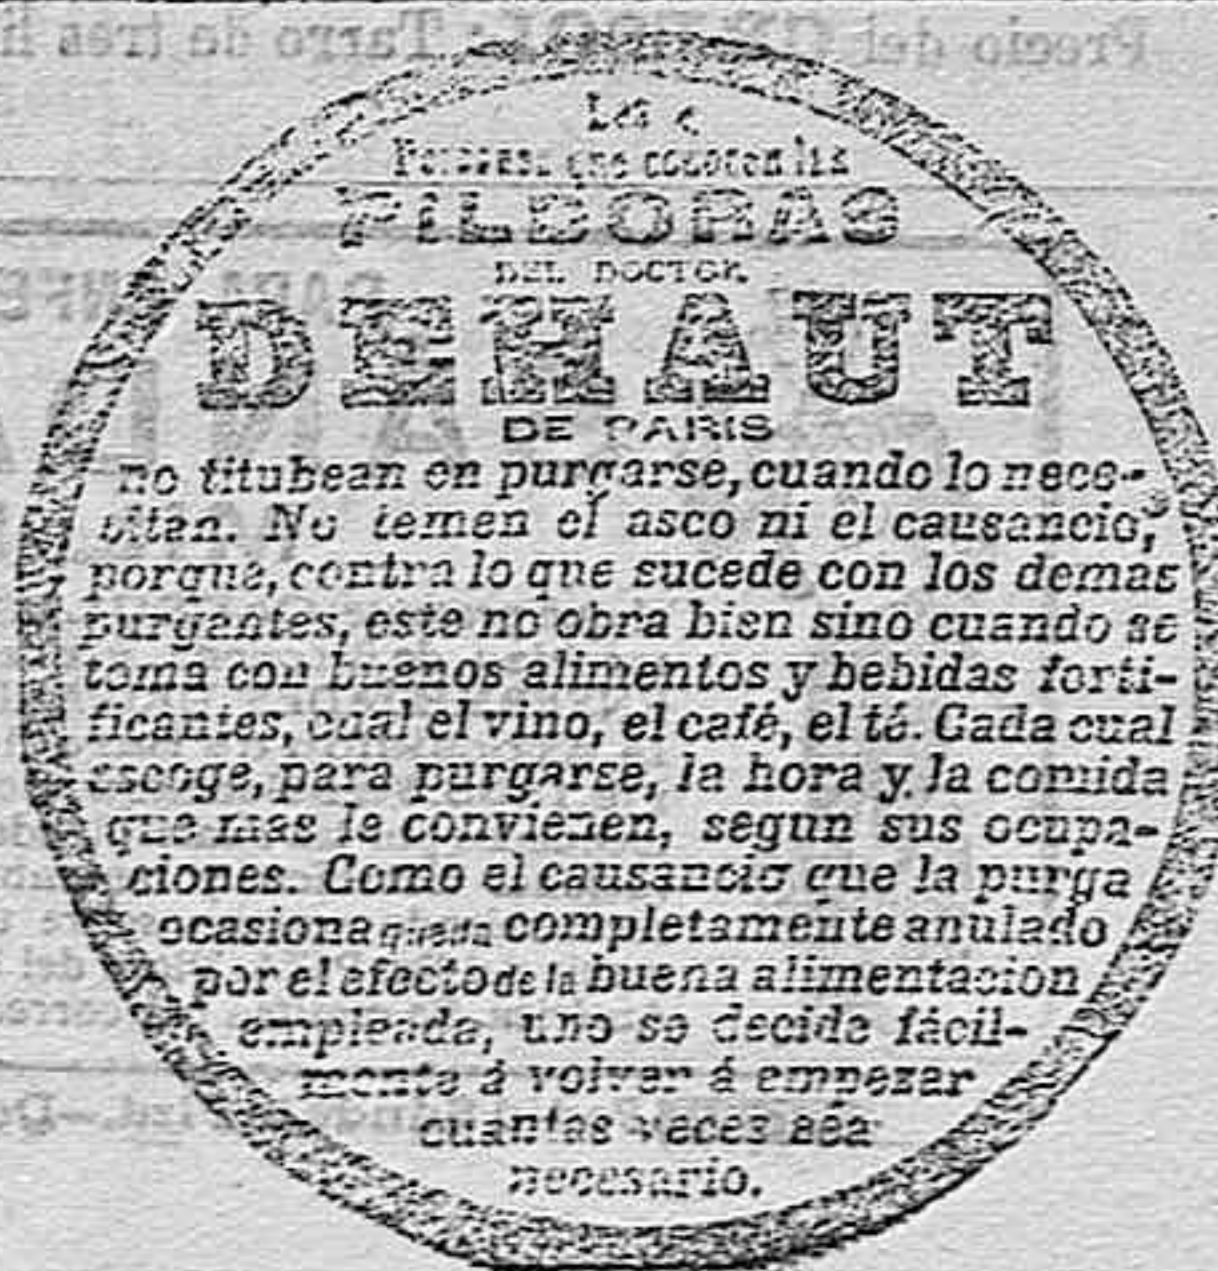 Precio del
Tarro de tres
Las
Personas que conocen las
PILDORAS
DEL DOCTOR
DEHAUT
DE PARIS
no titubean en purgarse, cuando lo nece-
sitan. No temen el asco ni el causancio,
porque, contra lo que sucede con los demas
purgantes, este no obra bien sino cuando se
toma con buenos alimentos y bebidas forti-
ficantes, cual el vino, el café, el té. Cada cual
escoge, para purgarse, la hora y la comida
que mas le convienen, segun sus ocupa-
ciones. Como el causancio que la purga
ocasiona queda completamente anulado
por el efecto de la buena alimentacion
empleada, uno se decide fácil-
mente á volver á empezar
cuantas veces sea
necesario.